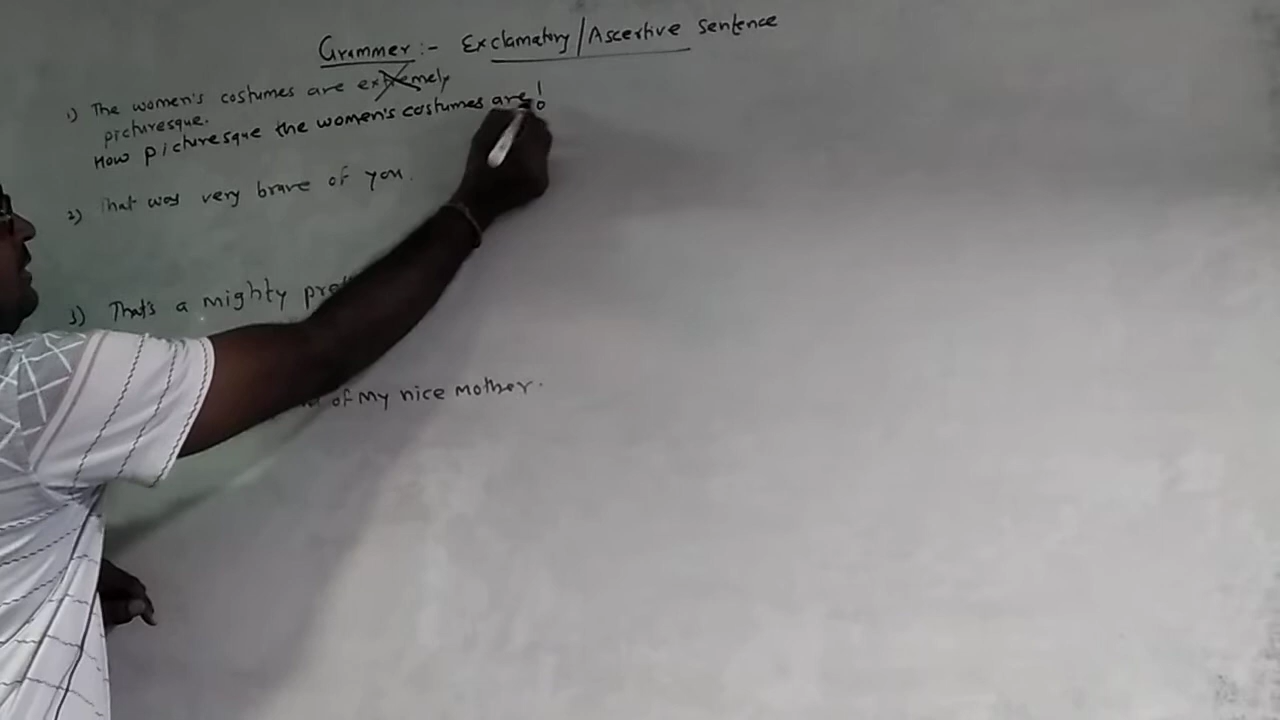 Grammer :- Exclamatory/Ascertive Sentence
1) The women's costumes are extremely
picturesque.
How picturesque the women's costumes are!
2) That was very brave of you.
3) That's a mighty
of my nice mother.